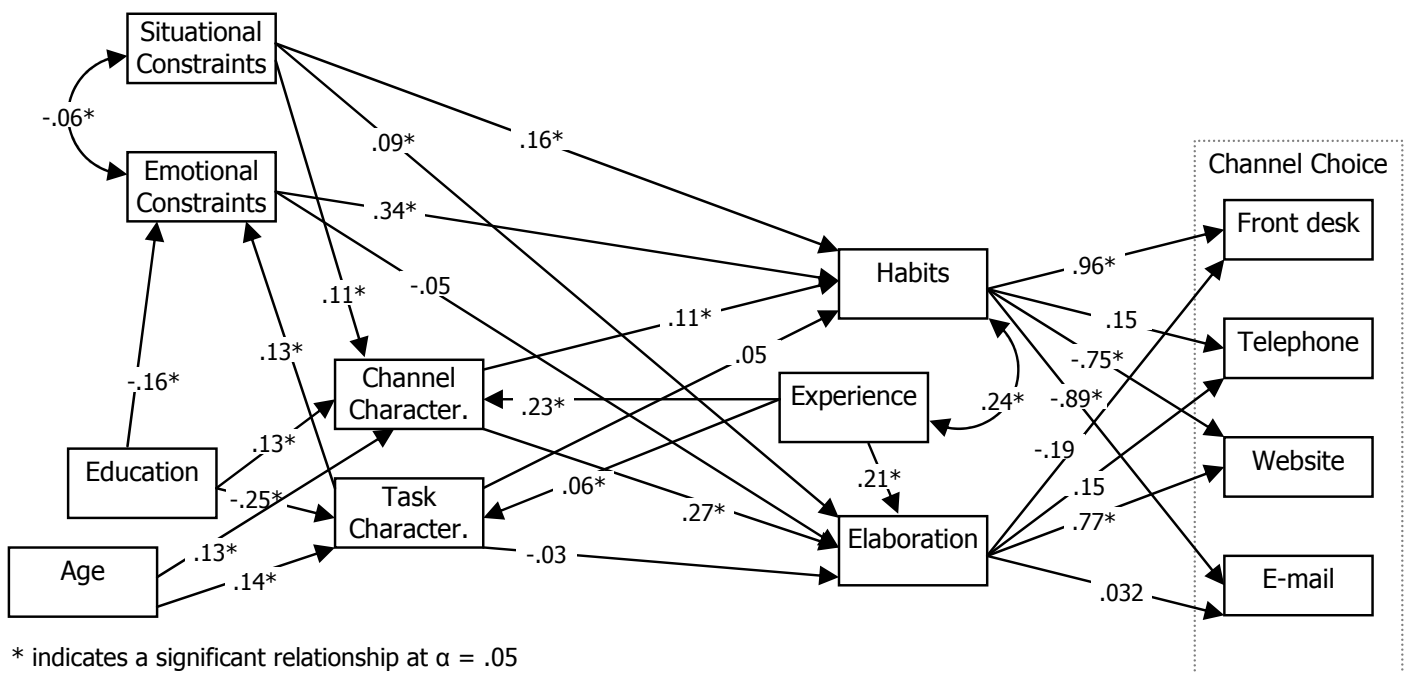 Situational
Constraints
-.06*
.09*
.16*
Emotional
Constraints
Channel Choice
Front desk
.34*
Habits
.96*
-.05
.11*
.11*
.15
Telephone
.13*
.05
-.75*
Channel
Character.
Experience
-.16*
.23*
.24*
-.89*
.13*
-.19
Website
Education
-.25*
Task
Character.
.06*
.21*
.15
.27*
.77*
Elaboration
.13*
-.03
Age
.14*
.032
E-mail
* indicates a significant relationship at α = .05